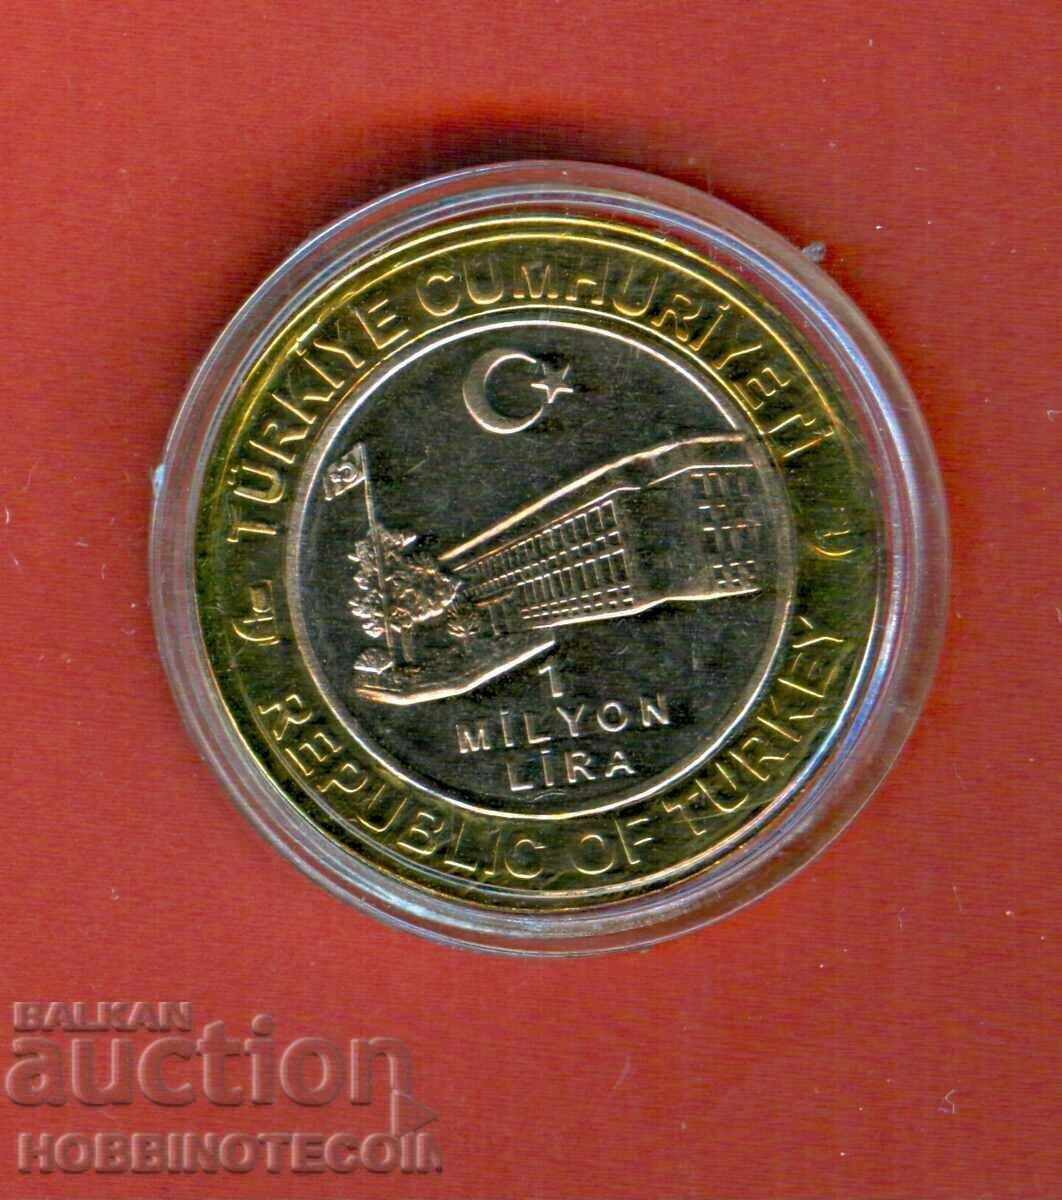 TÜRKİYE CUMHURİYETİ
1
MİLYON
LİRA
REPUBLIC OF TURKEY
BALKAN
auction
HOBBINOTECOIN